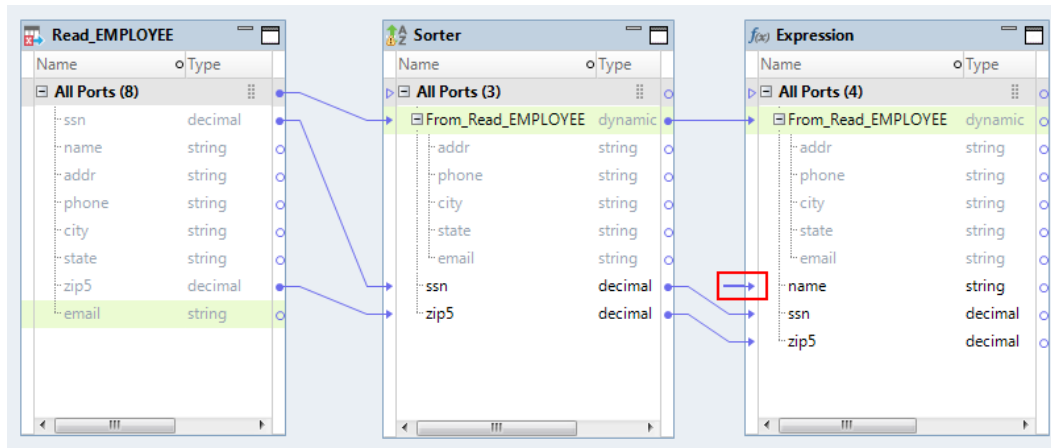 Read_EMPLOYEE
Name Type
All Ports (8)
ssn decimal
name string
addr string
phone string
city string
state string
zip5 decimal
email string
Sorter
Name Type
All Ports (3)
From_Read_EMPLOYEE dynamic
addr string
phone string
city string
state string
email string
ssn decimal
zip5 decimal
f(x) Expression
Name Type
All Ports (4)
From_Read_EMPLOYEE dynamic
addr string
phone string
city string
state string
email string
name string
ssn decimal
zip5 decimal